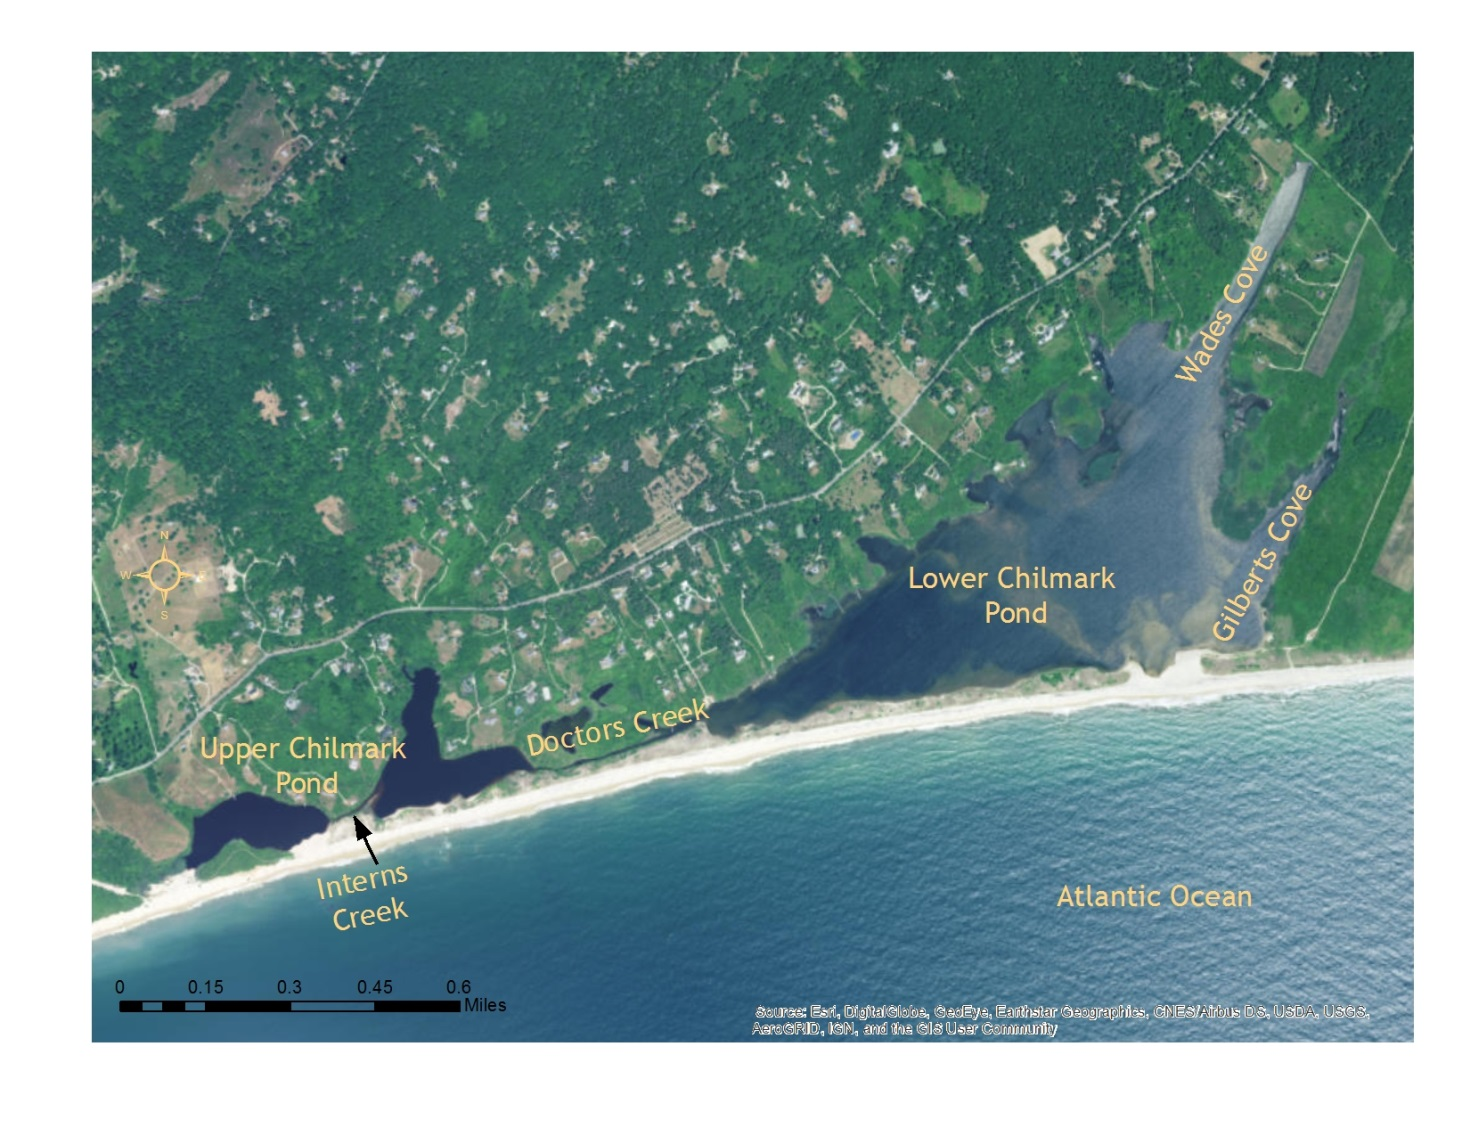 Wades Cove
Gilberts Cove
N
W
S
Lower Chilmark
Pond
Doctors Creek
Upper Chilmark
Pond
Interns
Creek
Atlantic Ocean
0 0.15 0.3 0.45 0.6
Miles
Source: Esri, DigitalGlobe, GeoEye, Earthstar Geographics, CNES/Airbus DS, USDA, USGS,
AeroGRID, IGN, and the GIS User Community